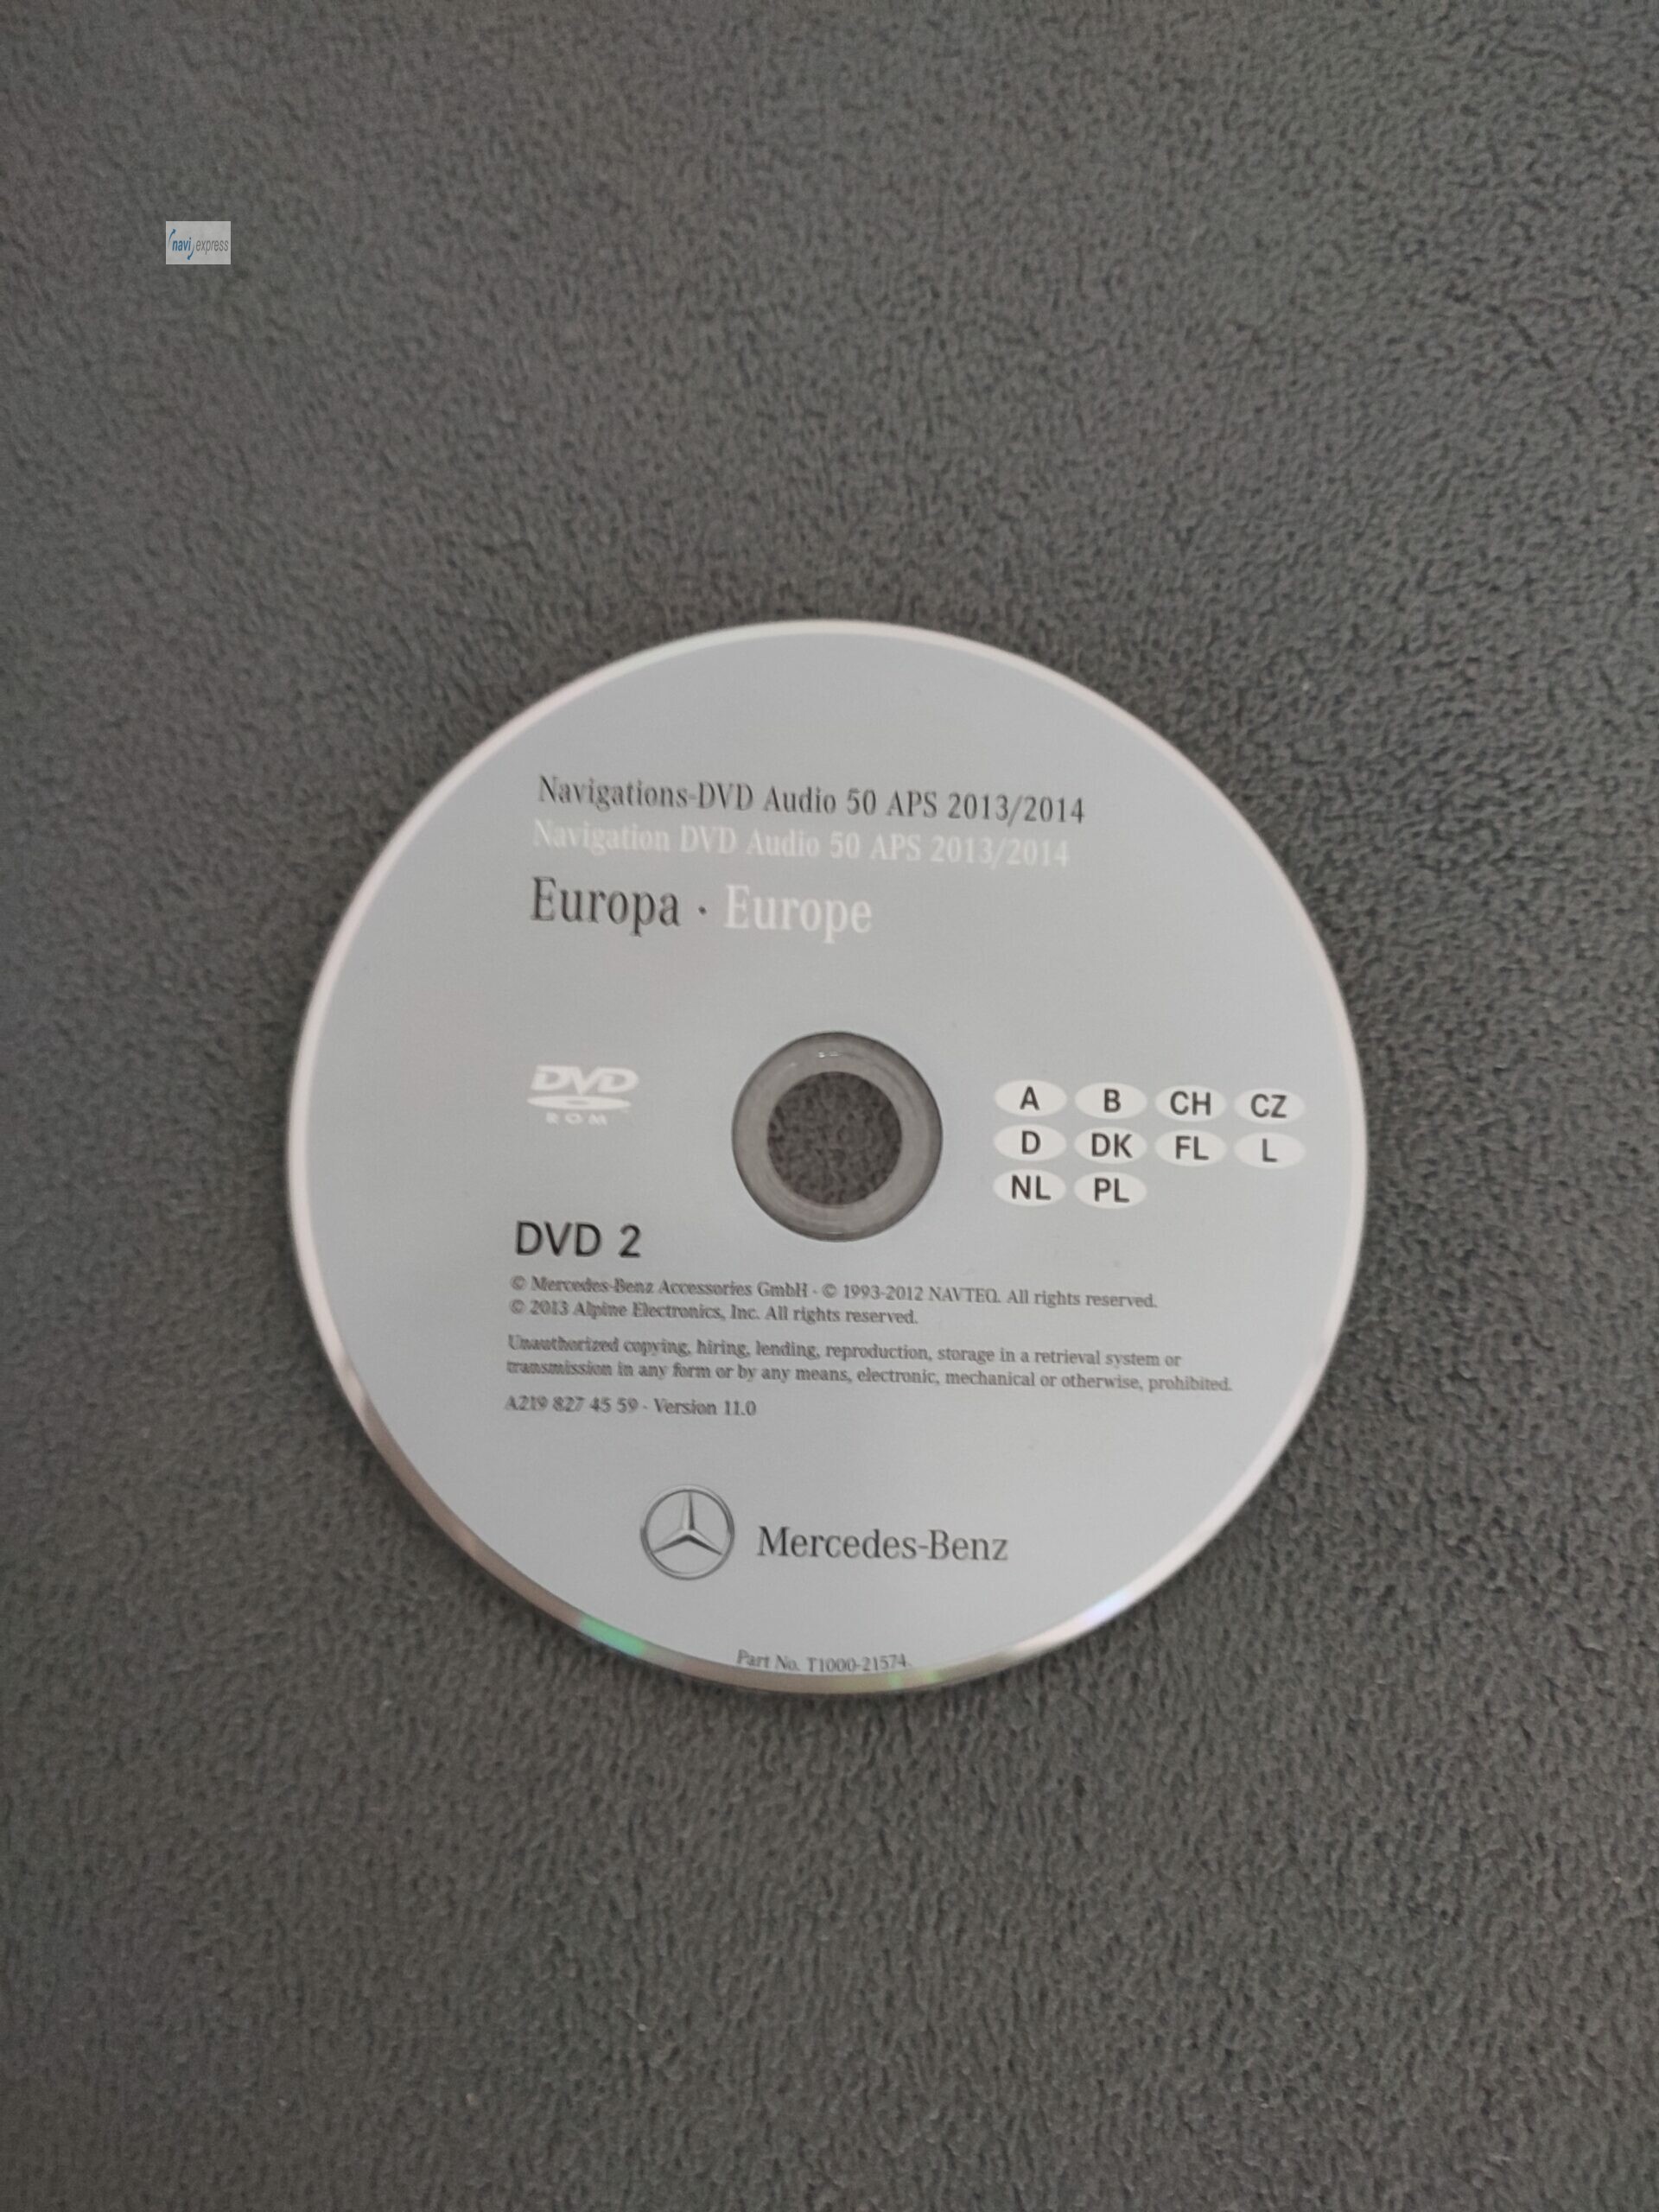 navi express
Navigations-DVD Audio 50 APS 2013/2014
Navigation DVD Audio 50 APS 2013/2014
Europa · Europe
DVD
ROM
A B CH CZ
D DK FL L
NL PL
DVD 2
© Mercedes-Benz Accessories GmbH · © 1993-2012 NAVTEQ. All rights reserved.
© 2013 Alpine Electronics, Inc. All rights reserved.
Unauthorized copying, hiring, lending, reproduction, storage in a retrieval system or
transmission in any form or by any means, electronic, mechanical or otherwise, prohibited.
A219 827 45 59 · Version 11.0
Mercedes-Benz
Part No. T1000-21574